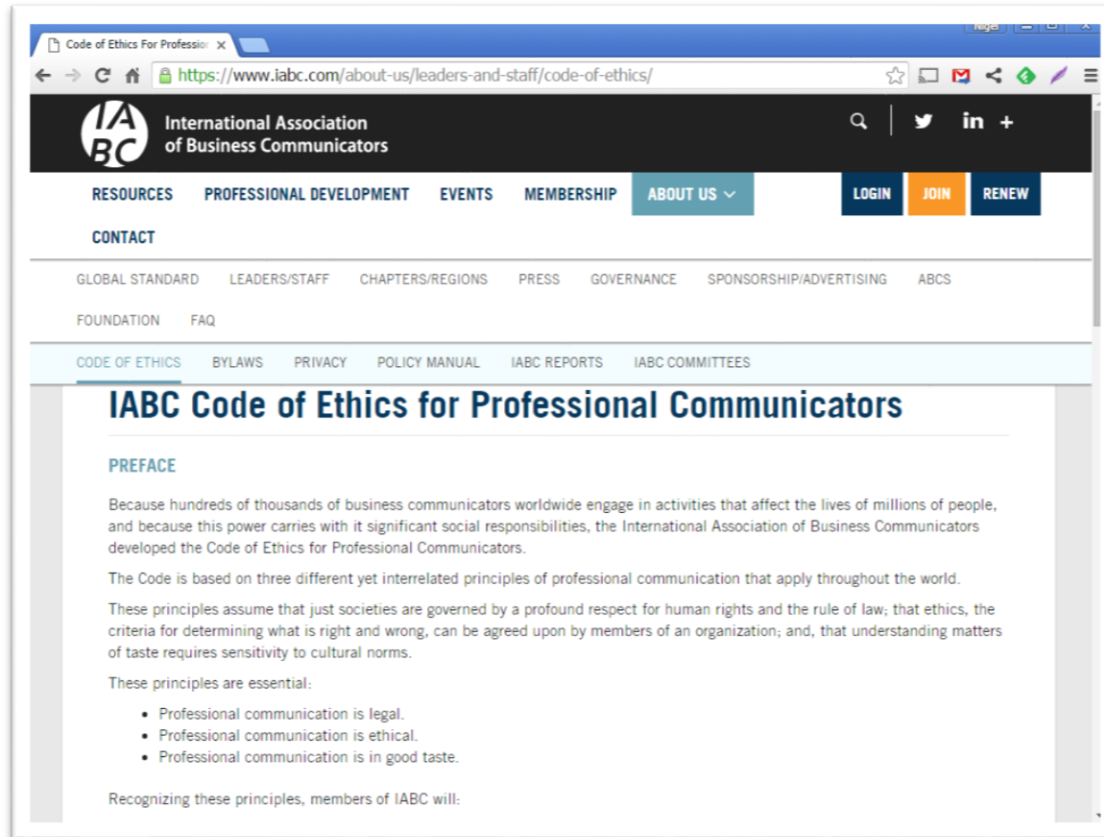 Nigel
Code of Ethics For Profession
https://www.iabc.com/about-us/leaders-and-staff/code-of-ethics/
IA
BC
International Association
of Business Communicators
in +
RESOURCES PROFESSIONAL DEVELOPMENT EVENTS MEMBERSHIP ABOUT US LOGIN JOIN RENEW
CONTACT
GLOBAL STANDARD LEADERS/STAFF CHAPTERS/REGIONS PRESS GOVERNANCE SPONSORSHIP/ADVERTISING ABCS
FOUNDATION FAQ
CODE OF ETHICS BYLAWS PRIVACY POLICY MANUAL IABC REPORTS IABC COMMITTEES
IABC Code of Ethics for Professional Communicators
PREFACE
Because hundreds of thousands of business communicators worldwide engage in activities that affect the lives of millions of people,
and because this power carries with it significant social responsibilities, the International Association of Business Communicators
developed the Code of Ethics for Professional Communicators.
The Code is based on three different yet interrelated principles of professional communication that apply throughout the world.
These principles assume that just societies are governed by a profound respect for human rights and the rule of law; that ethics, the
criteria for determining what is right and wrong, can be agreed upon by members of an organization; and, that understanding matters
of taste requires sensitivity to cultural norms.
These principles are essential:
• Professional communication is legal.
• Professional communication is ethical.
• Professional communication is in good taste.
Recognizing these principles, members of IABC will: